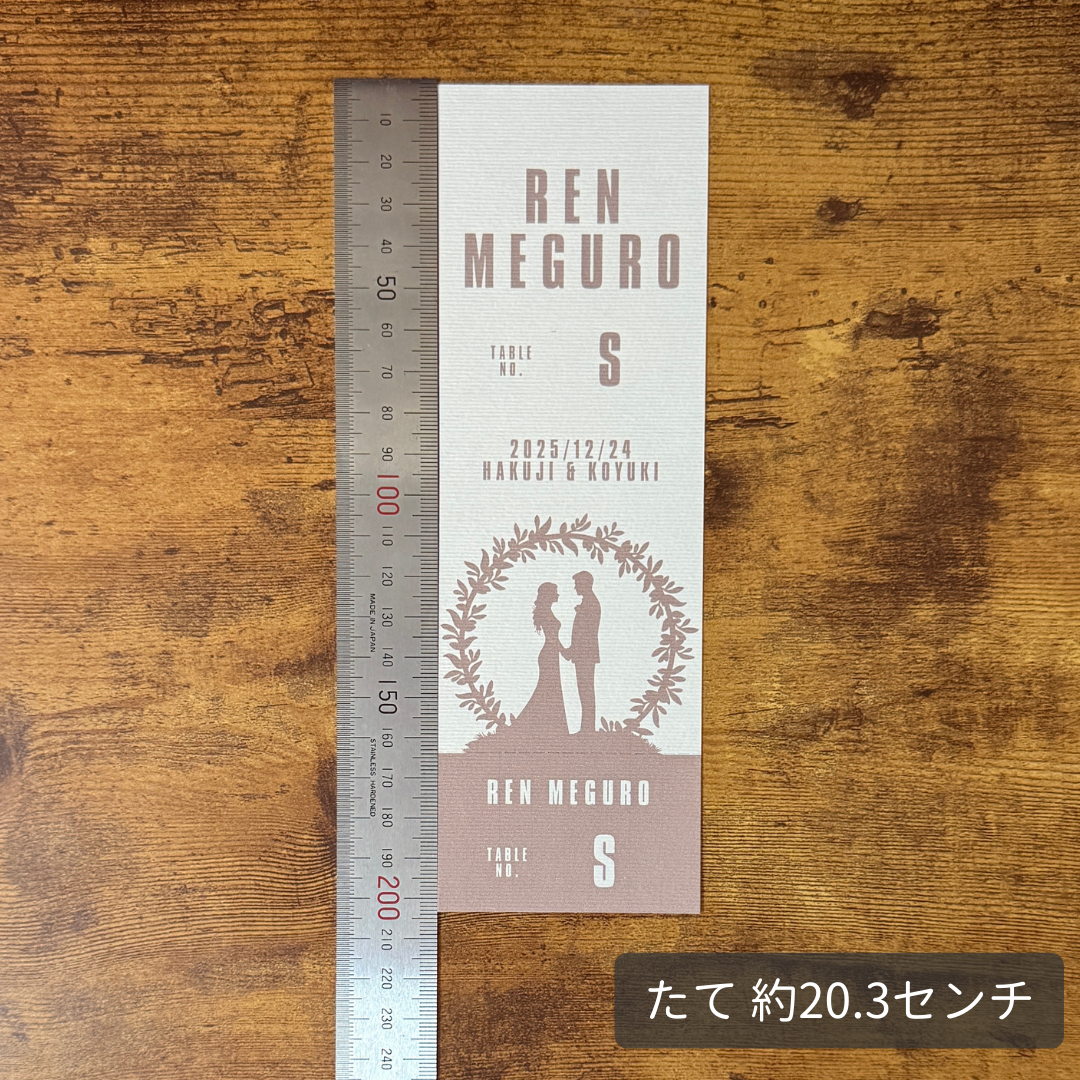 10
20
30
40
50
60
70
80
90
100
110
120
130
140
150
160
170
180
190
200
210
220
230
240
MADE IN JAPAN
STAINLESS HARDENED
REN
MEGURO
TABLE
NO.
S
2025/12/24
HAKUJI & KOYUKI
REN MEGURO
TABLE
NO.
S
たて 約20.3センチ